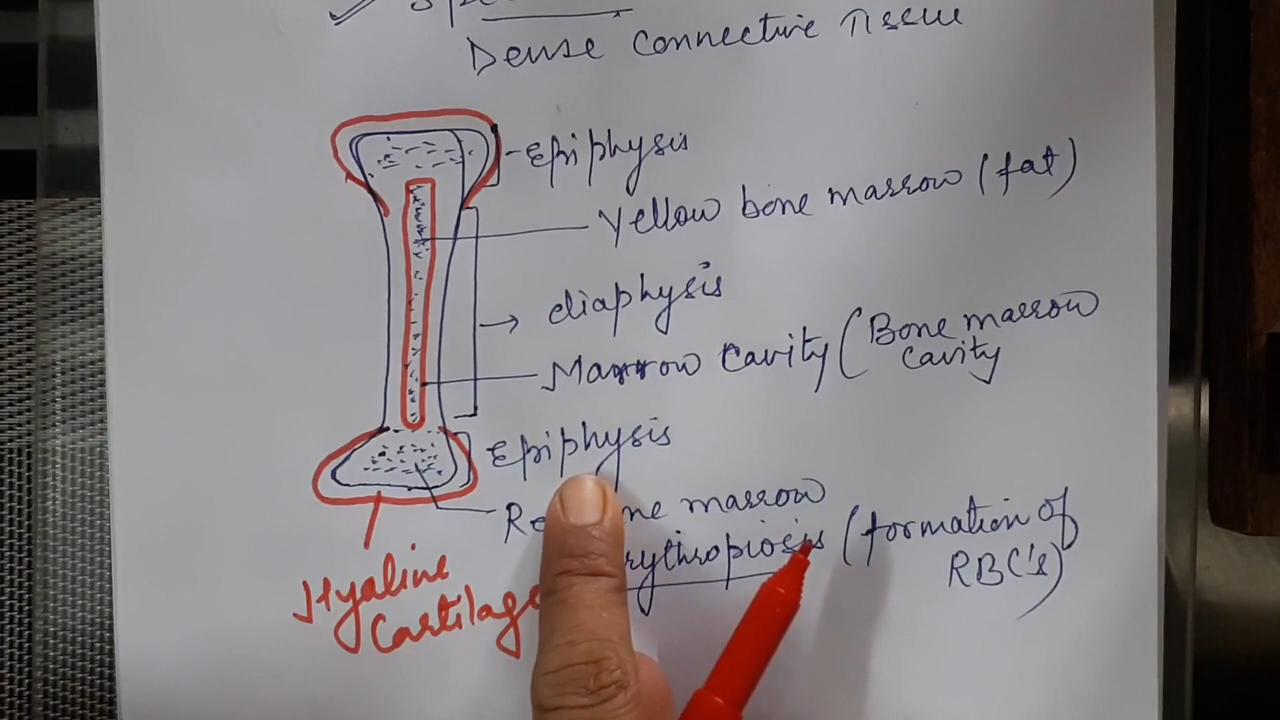 Dense connective Tissue
Epiphysis
Yellow bone marrow (fat)
diaphysis
Marrow Cavity (Bone marrow
cavity
Epiphysis
marrow
(formation of
RBC's)
Hyaline
Cartilage